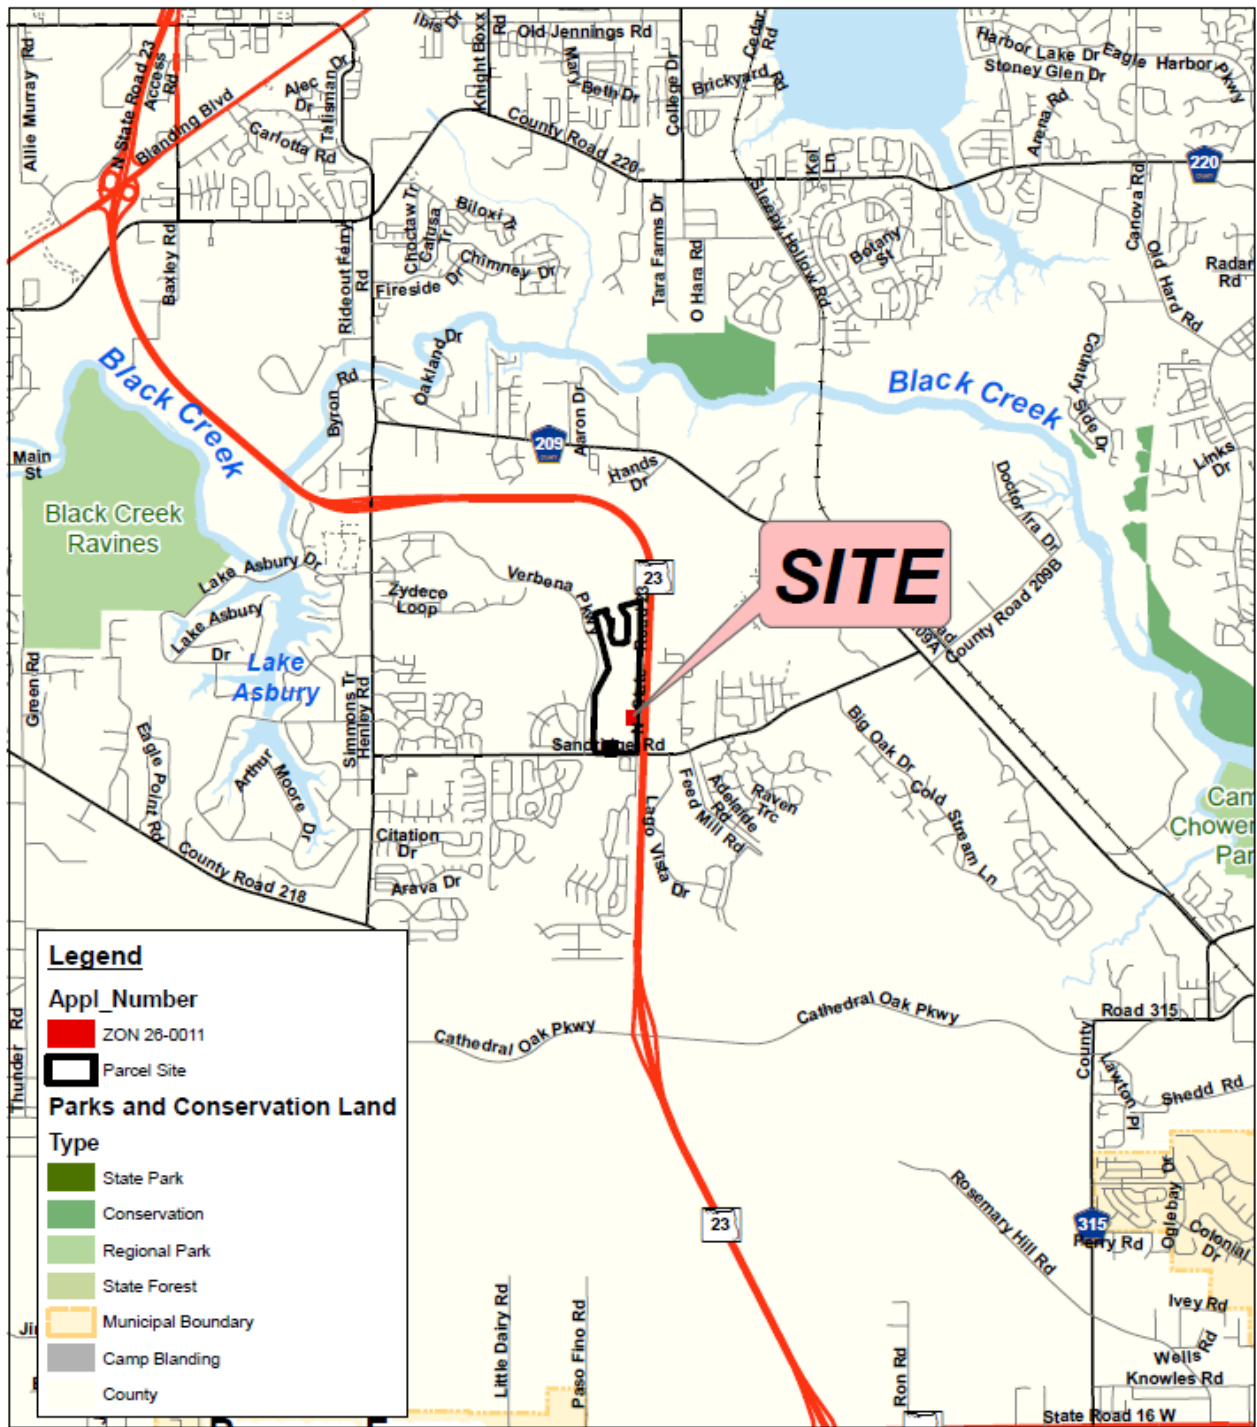 Allie Murray Rd
N State Road 23
Access Rd
Blanding Blvd
Alec Dr
Talisman Dr
Carlotta Rd
Ibis Dr
Knight Boxx Rd
Old Jennings Rd
Mary Beth Dr
College Dr
Brickyard Rd
Cedar Rd
Harbor Lake Dr
Eagle Harbor Pkwy
Stoney Glen Dr
Arena Rd
County Road 220
220
Kel Ln
Canova Rd
Baxley Rd
Rideout Ferry Rd
Choctaw Tr
Calusa Tr
Biloxi Tr
Chimney Dr
Fireside Dr
Tara Farms Dr
O Hara Rd
Sleepy Hollow Rd
Botany St
Old Hard Rd
Radar Rd
Black Creek
Byron Rd
Oakland Dr
Aaron Dr
209
Hands Dr
Black Creek
Country Side Dr
Links Dr
Main St
Black Creek
Ravines
Lake Asbury Dr
Lake Asbury Dr
Lake
Asbury
Zydeco
Loop
Verbena Pkwy
23
SITE
Doctor Ira Dr
County Road 209B
209A
N State Road 23
Green Rd
Simmons Tr
Henley Rd
Sandridge Rd
Eagle Point Rd
Arthur Moore Dr
Big Oak Dr
Cold Stream Ln
Raven Trc
Adelaide Rd
Feed Mill Rd
Lago Vista Dr
Citation
Dr
Arava Dr
County Road 218
Cam
Chower
Par
Cathedral Oak Pkwy
Cathedral Oak Pkwy
County Road 315
Lawton Pl
Shedd Rd
Thunder Rd
Legend
Appl_Number
ZON 26-0011
Parcel Site
Parks and Conservation Land
Type
State Park
Conservation
Regional Park
State Forest
Municipal Boundary
Camp Blanding
County
23
Rosemary Hill Rd
315
Perry Rd
Oglebay Dr
Colonial Dr
Ivey Rd
Wells Rd
Knowles Rd
Little Dairy Rd
Paso Fino Rd
Ron Rd
State Road 16 W